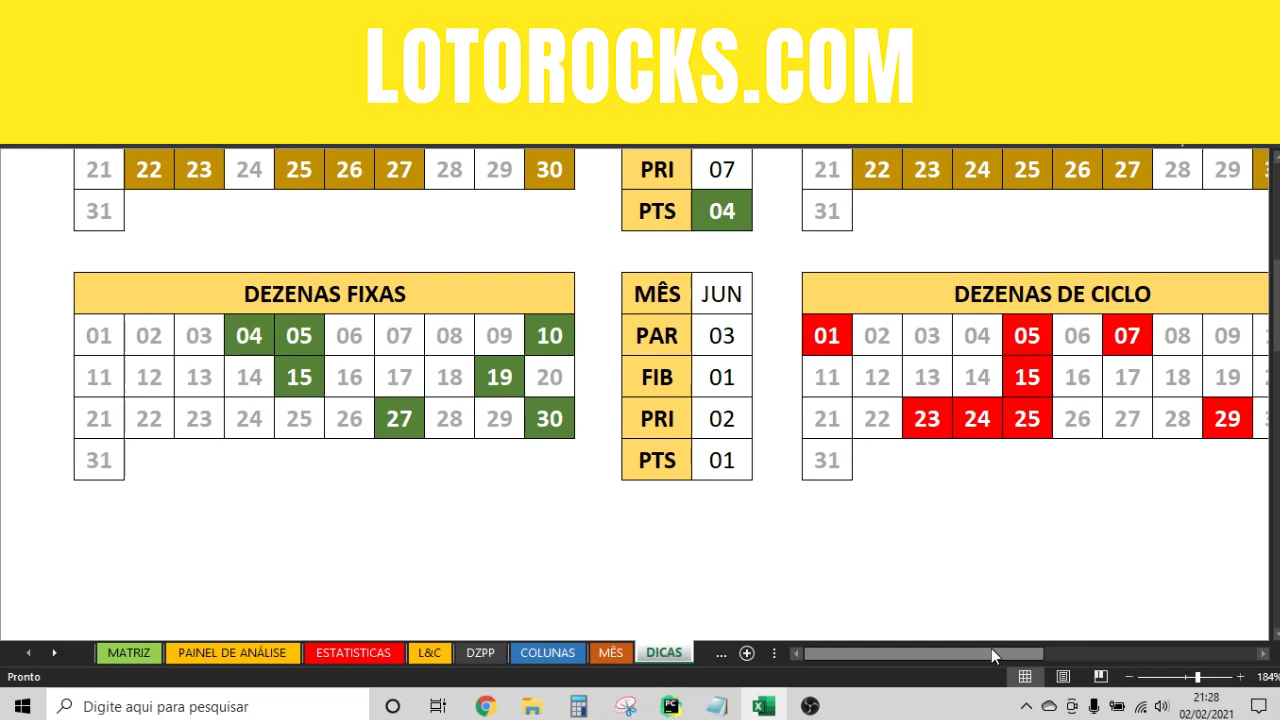 LOTOROCKS.COM
21 22 23 24 25 26 27 28 29 30 PRI 07 21 22 23 24 25 26 27 28 29
31 PTS 04 31
DEZENAS FIXAS MÊS JUN DEZENAS DE CICLO
01 02 03 04 05 06 07 08 09 10 PAR 03 01 02 03 04 05 06 07 08 09
11 12 13 14 15 16 17 18 19 20 FIB 01 11 12 13 14 15 16 17 18 19
21 22 23 24 25 26 27 28 29 30 PRI 02 21 22 23 24 25 26 27 28 29
31 PTS 01 31
MATRIZ PAINEL DE ANÁLISE ESTATISTICAS L&C DZPP COLUNAS MÊS DICAS ...
Pronto 184%
Digite aqui para pesquisar 21:28
02/02/2021